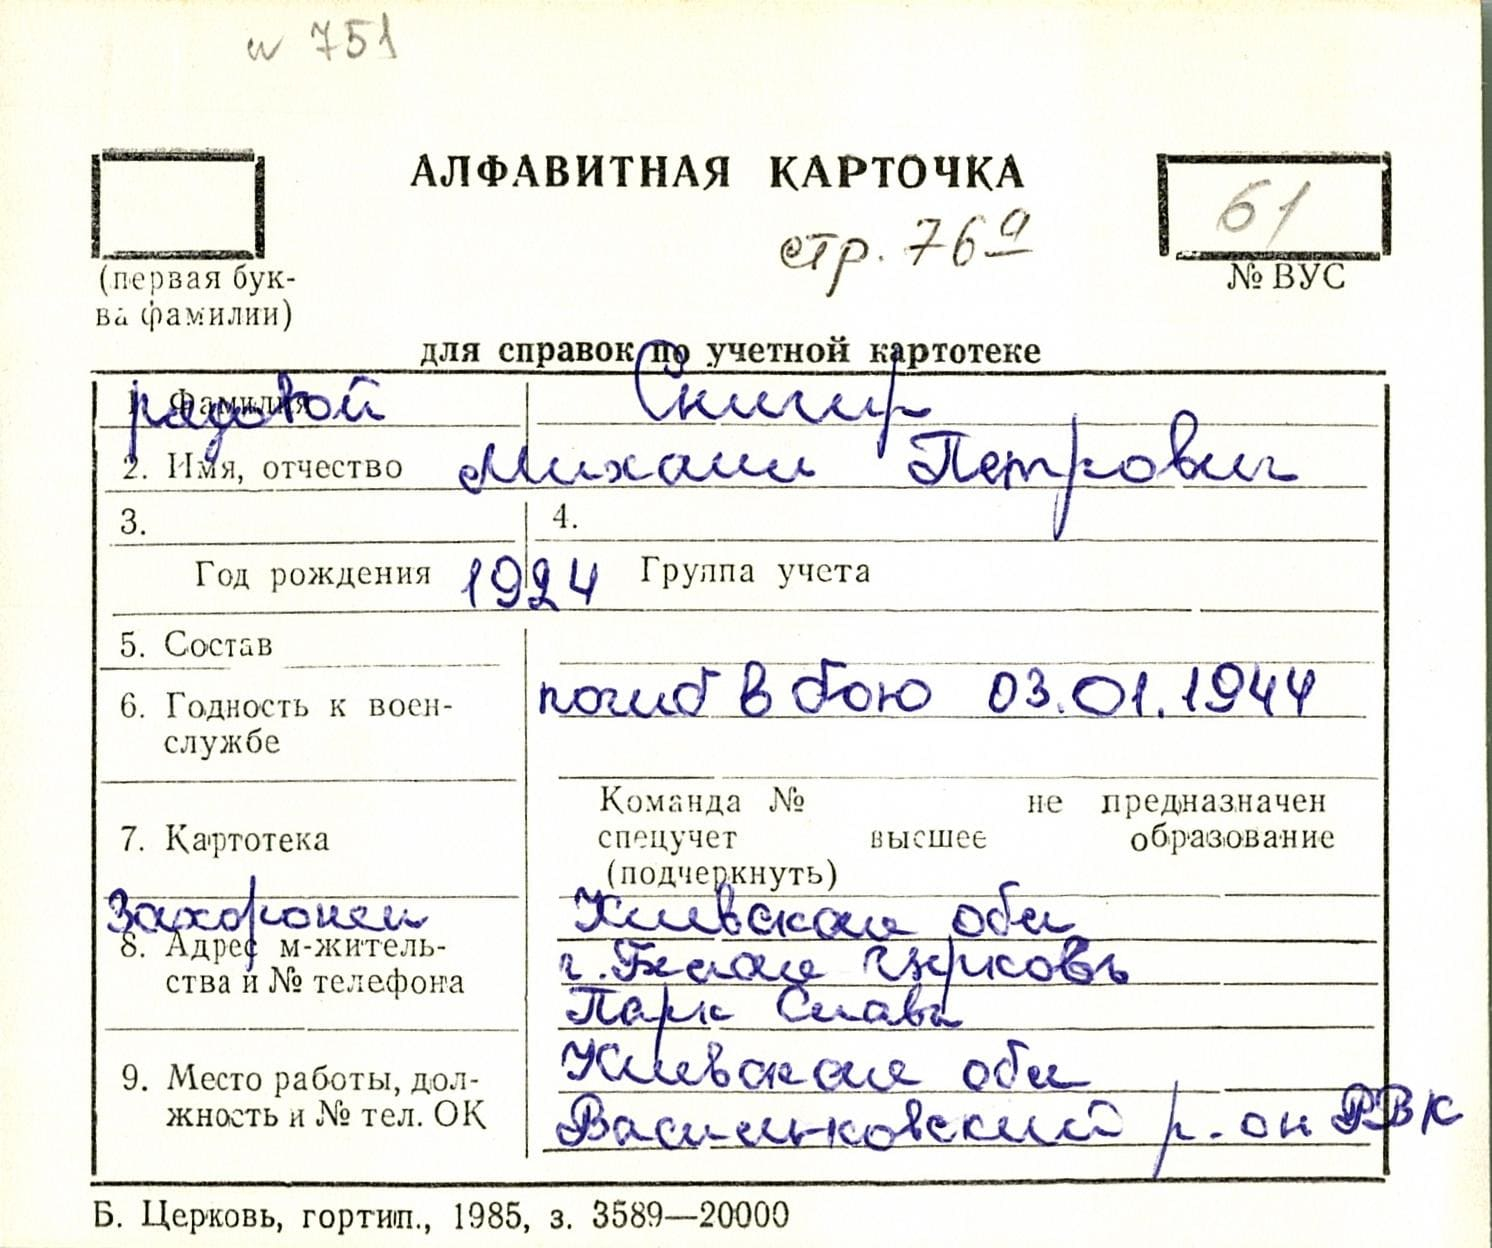 и 751
АЛФАВИТНАЯ КАРТОЧКА
стр. 76а
61
(первая бук-
ва фамилии)
№ ВУС
для справок по учетной картотеке
1. Фамилия рядовой Снигир
2. Имя, отчество Михаил Петрович
3. 4.
Год рождения 1924 Группа учета
5. Состав
6. Годность к воен-
службе
погиб в бою 03.01.1944
Команда № не предназначен
7. Картотека
спецучет высшее образование
(подчеркнуть)
Захоронен Киевская обл
8. Адрес м-житель-
ства и № телефона
г. Белая Церковь
Парк Славы
9. Место работы, дол-
жность и № тел. ОК
Киевская обл
Васильковский р-он РВК
Б. Церковь, гортип., 1985, з. 3589—20000